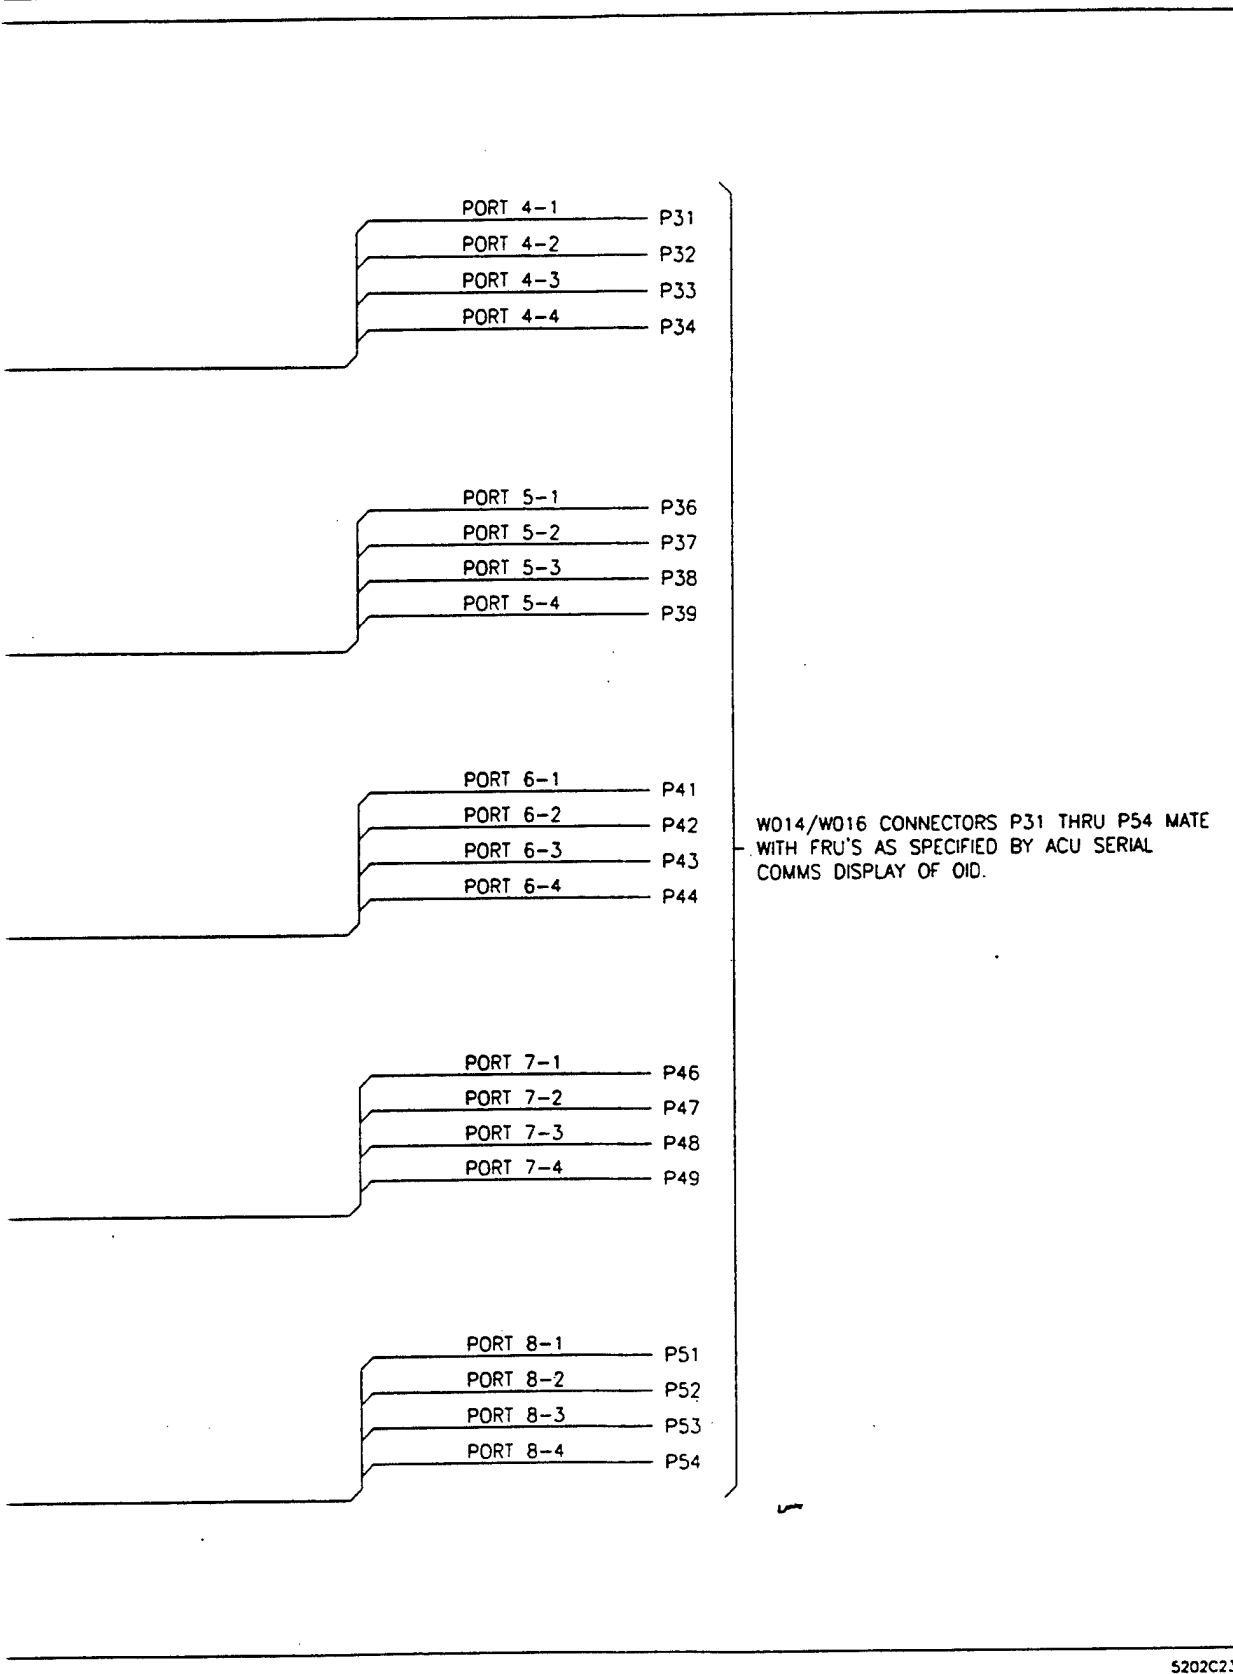 PORT 4-1 P31
PORT 4-2 P32
PORT 4-3 P33
PORT 4-4 P34
PORT 5-1 P36
PORT 5-2 P37
PORT 5-3 P38
PORT 5-4 P39
PORT 6-1 P41
PORT 6-2 P42
PORT 6-3 P43
PORT 6-4 P44
W014/W016 CONNECTORS P31 THRU P54 MATE
WITH FRU'S AS SPECIFIED BY ACU SERIAL
COMMS DISPLAY OF OID.
PORT 7-1 P46
PORT 7-2 P47
PORT 7-3 P48
PORT 7-4 P49
PORT 8-1 P51
PORT 8-2 P52
PORT 8-3 P53
PORT 8-4 P54